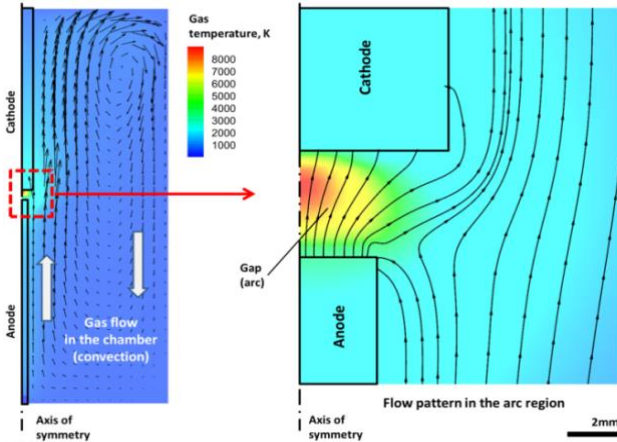 Gas
temperature, K
8000
7000
6000
5000
4000
3000
2000
1000
Cathode
Anode
Gas flow
in the chamber
(convection)
Axis of
symmetry
Cathode
Gap
(arc)
Anode
Axis of
symmetry
Flow pattern in the arc region
2mm